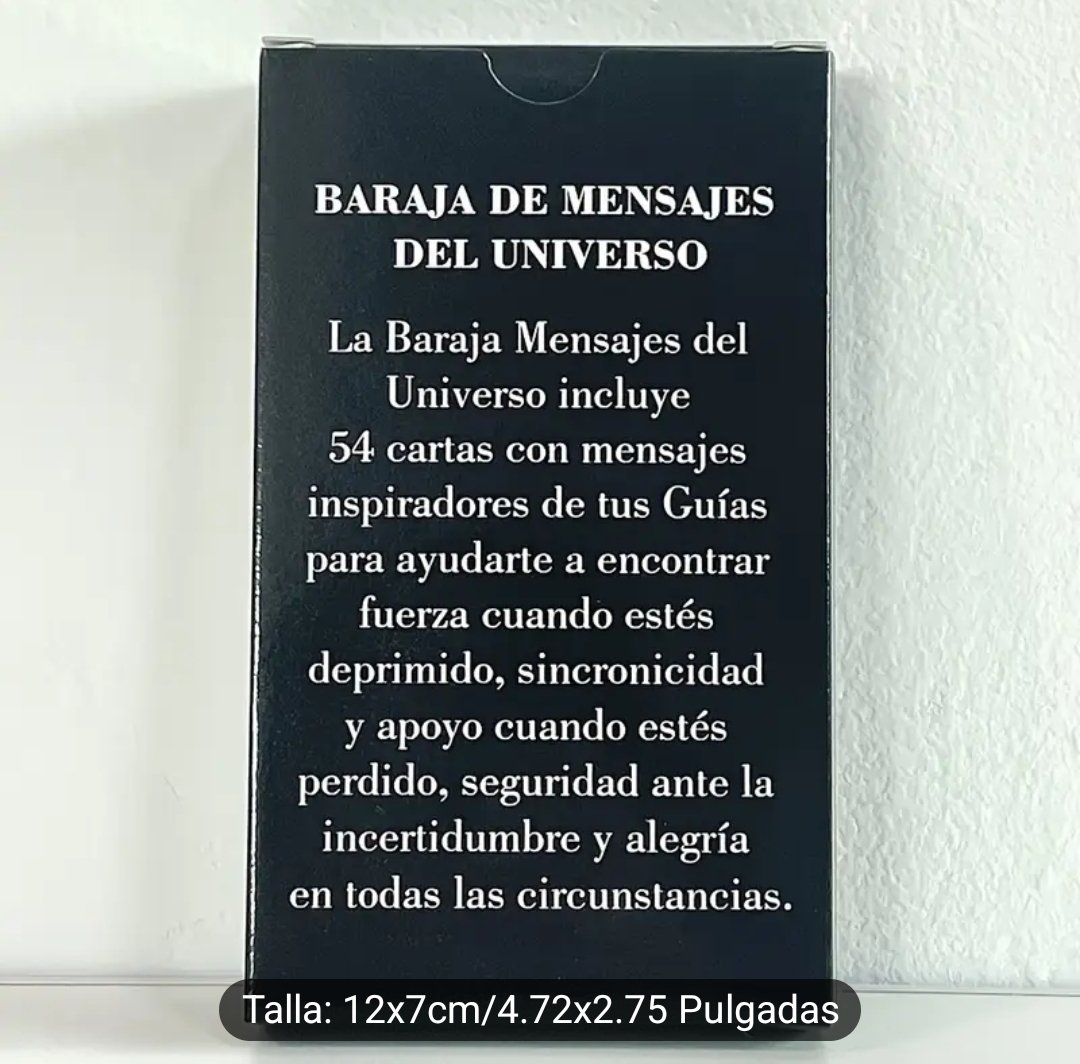 BARAJA DE MENSAJES
DEL UNIVERSO
La Baraja Mensajes del
Universo incluye
54 cartas con mensajes
inspiradores de tus Guías
para ayudarte a encontrar
fuerza cuando estés
deprimido, sincronicidad
y apoyo cuando estés
perdido, seguridad ante la
incertidumbre y alegría
en todas las circunstancias.
Talla: 12x7cm/4.72x2.75 Pulgadas